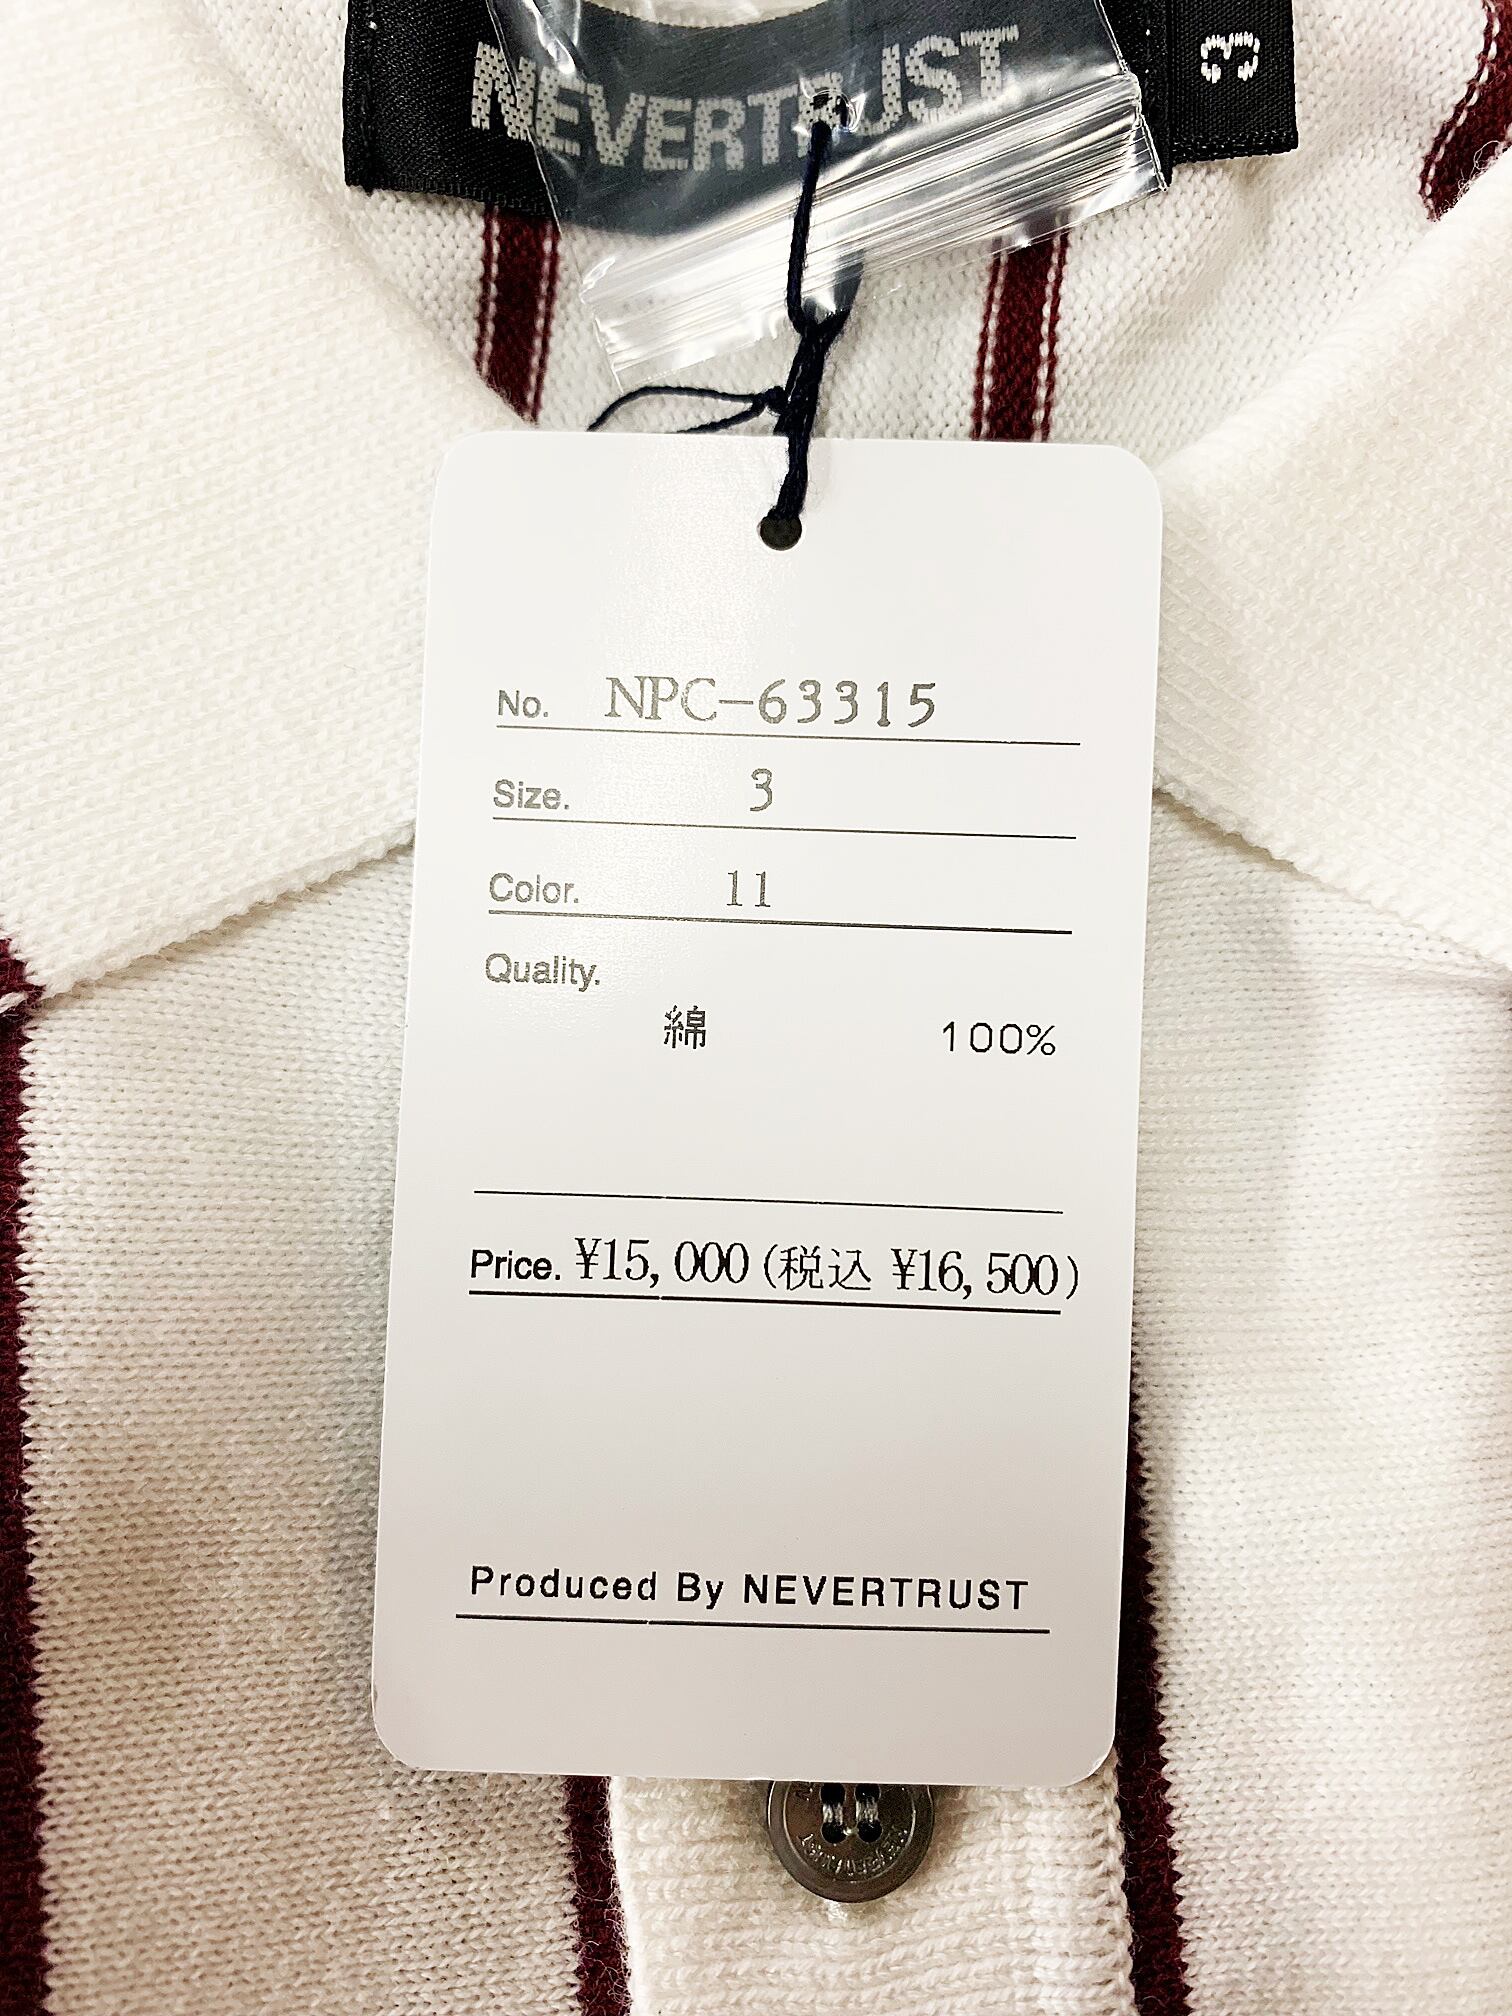 NEVERTRUST
3
No. NPC-63315
Size. 3
Color. 11
Quality.
綿 100%
Price. ¥15,000(税込 ¥16,500)
Produced By NEVERTRUST